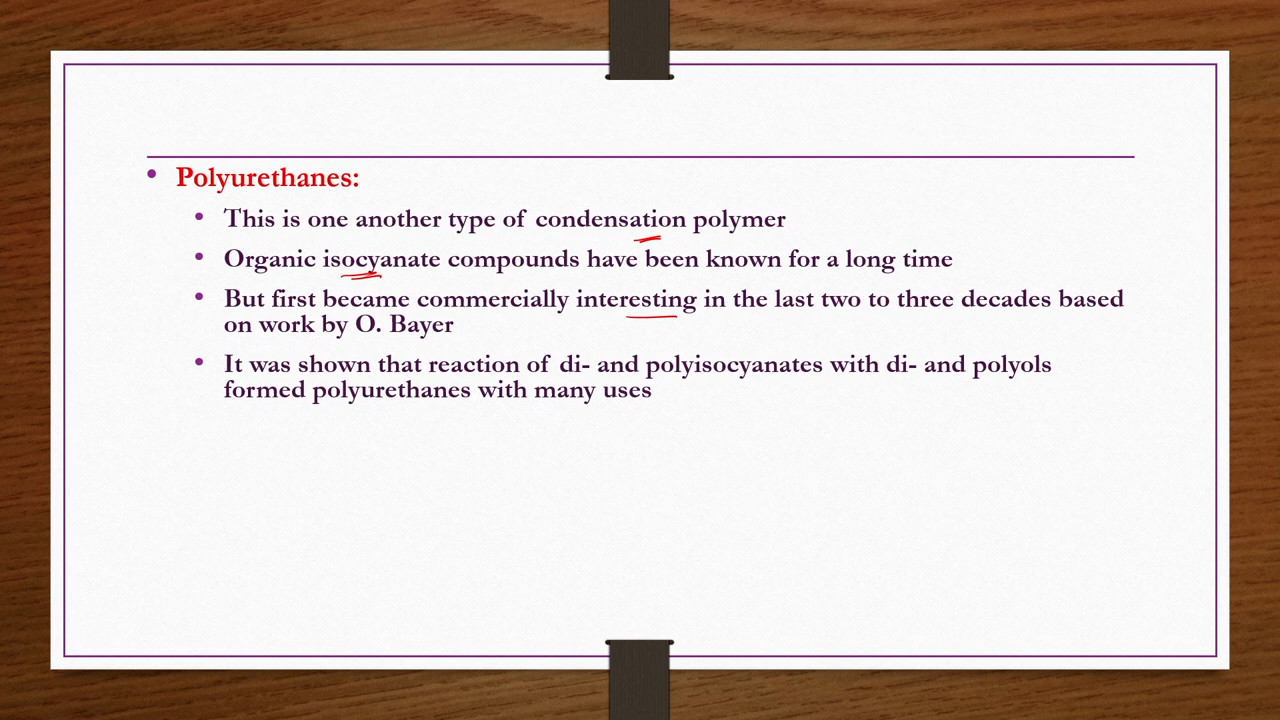 • Polyurethanes:
• This is one another type of condensation polymer
• Organic isocyanate compounds have been known for a long time
• But first became commercially interesting in the last two to three decades based
on work by O. Bayer
• It was shown that reaction of di- and polyisocyanates with di- and polyols
formed polyurethanes with many uses